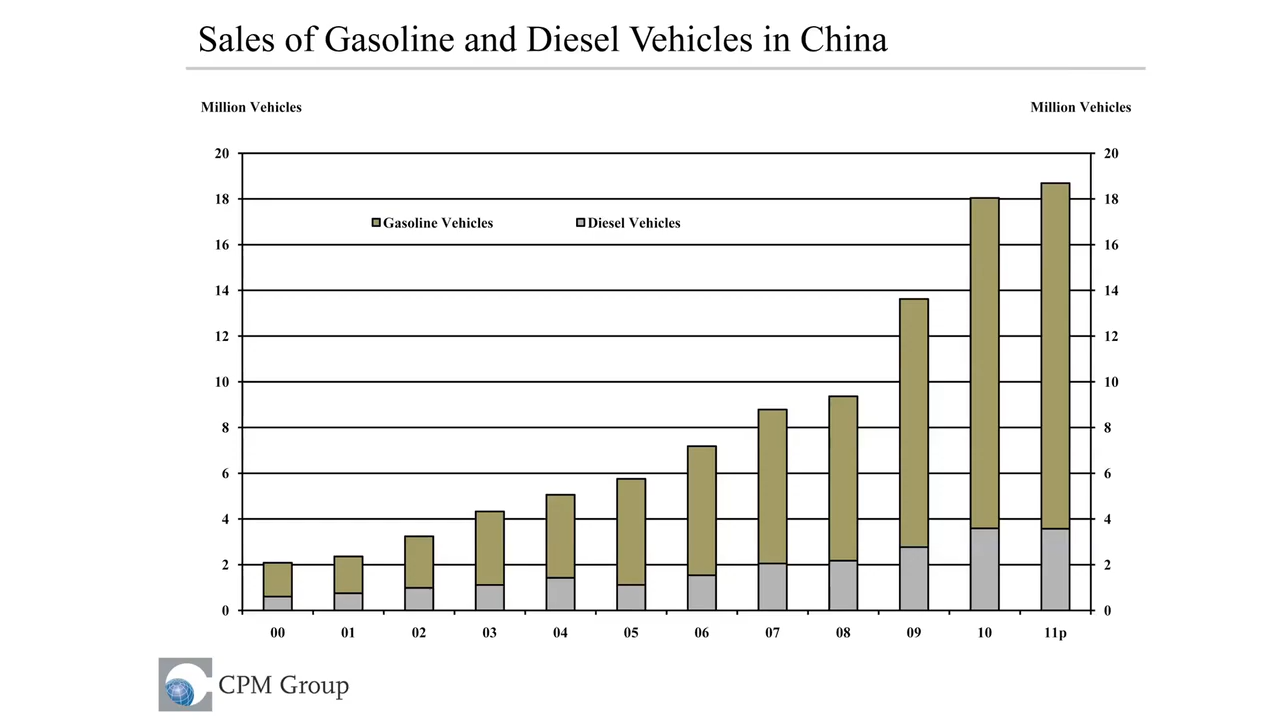 Sales of Gasoline and Diesel Vehicles in China
Million Vehicles Million Vehicles
20 20
18 18
Gasoline Vehicles Diesel Vehicles
16 16
14 14
12 12
10 10
8 8
6 6
4 4
2 2
0 0
00 01 02 03 04 05 06 07 08 09 10 11p
CPM Group